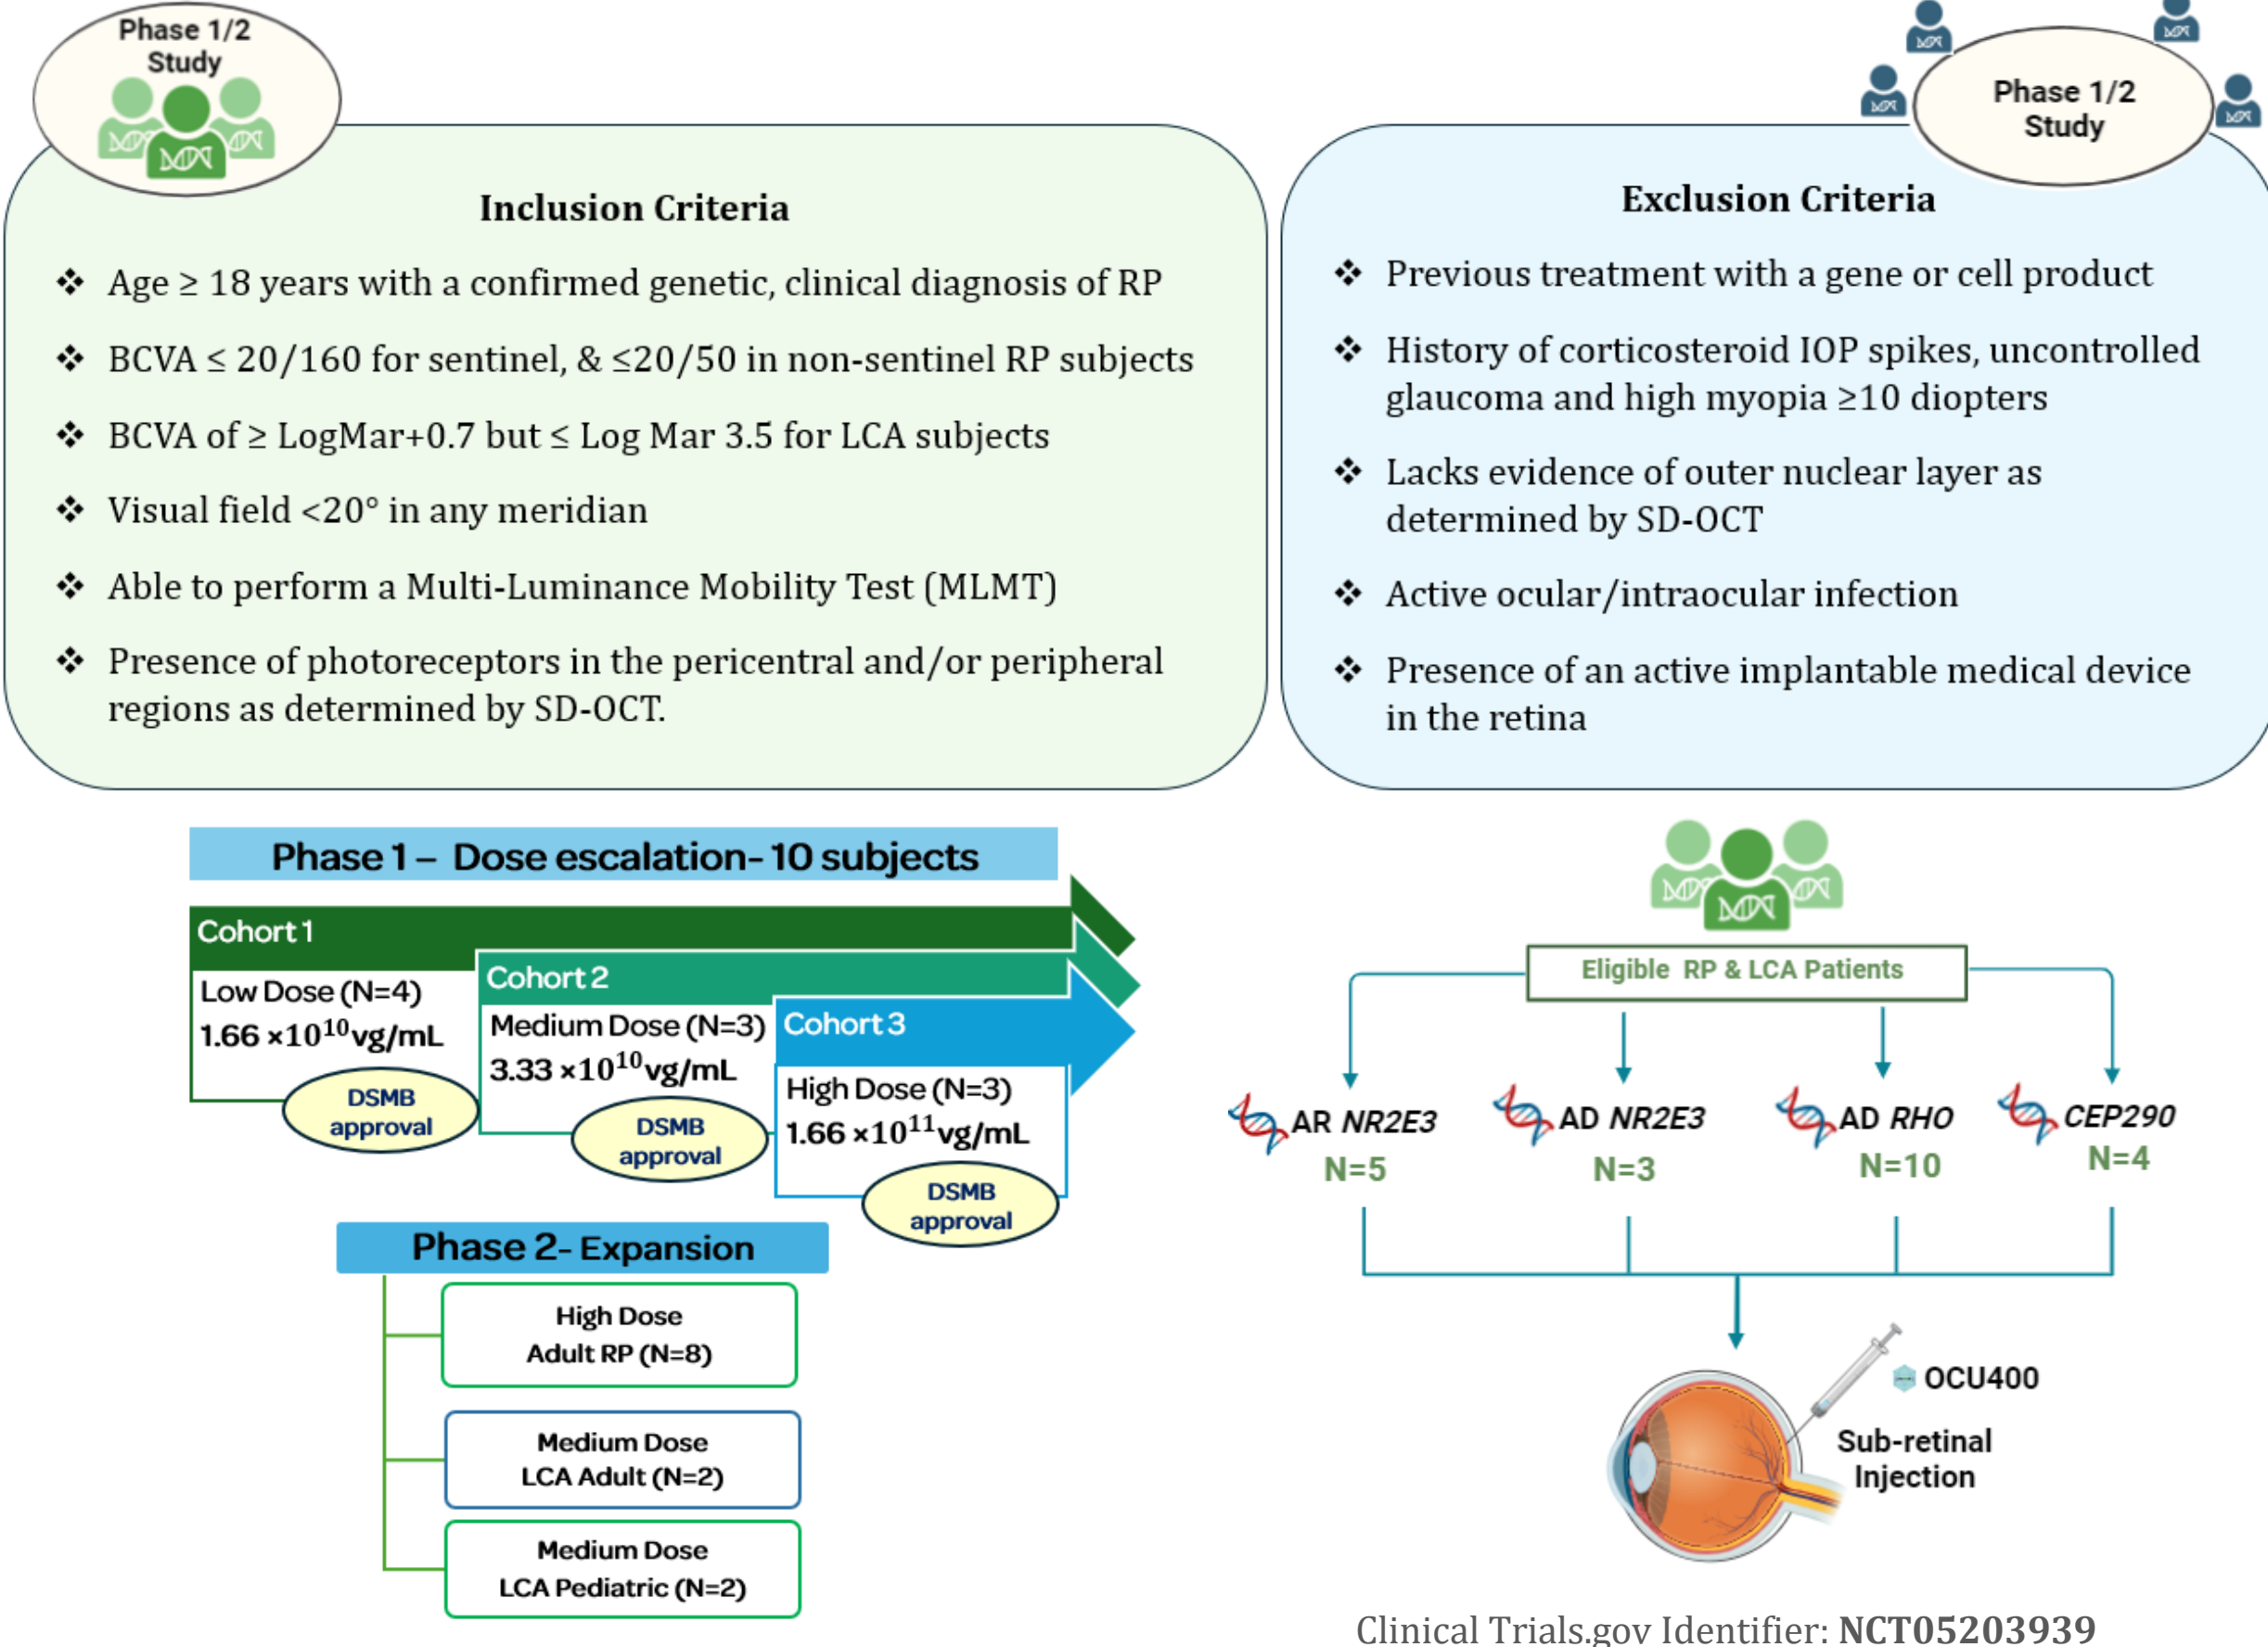 Phase 1/2
Study
Inclusion Criteria
❖ Age ≥ 18 years with a confirmed genetic, clinical diagnosis of RP
❖ BCVA ≤ 20/160 for sentinel, & ≤20/50 in non-sentinel RP subjects
❖ BCVA of ≥ LogMar+0.7 but ≤ Log Mar 3.5 for LCA subjects
❖ Visual field <20° in any meridian
❖ Able to perform a Multi-Luminance Mobility Test (MLMT)
❖ Presence of photoreceptors in the pericentral and/or peripheral
regions as determined by SD-OCT.
Phase 1/2
Study
Exclusion Criteria
❖ Previous treatment with a gene or cell product
❖ History of corticosteroid IOP spikes, uncontrolled
glaucoma and high myopia ≥10 diopters
❖ Lacks evidence of outer nuclear layer as
determined by SD-OCT
❖ Active ocular/intraocular infection
❖ Presence of an active implantable medical device
in the retina
Phase 1 – Dose escalation- 10 subjects
Cohort 1
Low Dose (N=4)
1.66 ×10¹⁰vg/mL
DSMB
approval
Cohort 2
Medium Dose (N=3)
3.33 ×10¹⁰vg/mL
DSMB
approval
Cohort 3
High Dose (N=3)
1.66 ×10¹¹vg/mL
DSMB
approval
Phase 2- Expansion
High Dose
Adult RP (N=8)
Medium Dose
LCA Adult (N=2)
Medium Dose
LCA Pediatric (N=2)
Eligible RP & LCA Patients
AR NR2E3
N=5
AD NR2E3
N=3
AD RHO
N=10
CEP290
N=4
OCU400
Sub-retinal
Injection
Clinical Trials.gov Identifier: NCT05203939